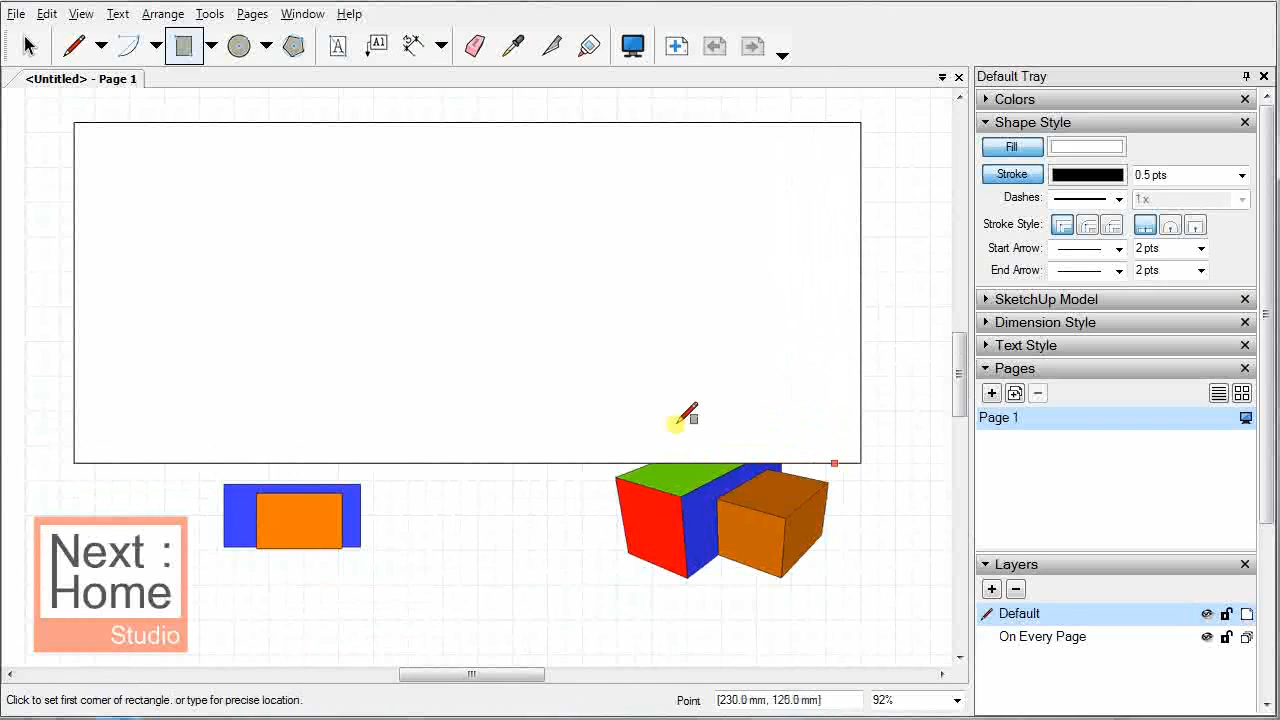 File Edit View Text Arrange Tools Pages Window Help
A A1
<Untitled> - Page 1
Default Tray
Colors
Shape Style
Fill
Stroke 0.5 pts
Dashes: 1 x
Stroke Style:
Start Arrow: 2 pts
End Arrow: 2 pts
SketchUp Model
Dimension Style
Text Style
Pages
Page 1
Next :
Home
Studio
Layers
Default
On Every Page
Click to set first corner of rectangle, or type for precise location. Point [230.0 mm, 126.0 mm] 92%